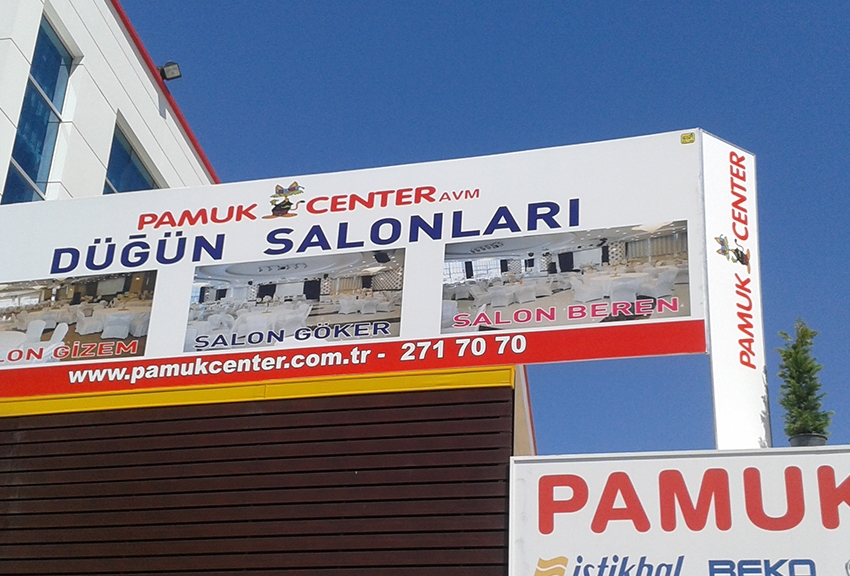 PAMUK CENTER AVM
DÜĞÜN SALONLARI
SALON GÖKER
SALON BEREN
GİZEM
www.pamukcenter.com.tr - 271 70 70
PAMUK CENTER
PAMUK
istikbal BEKO